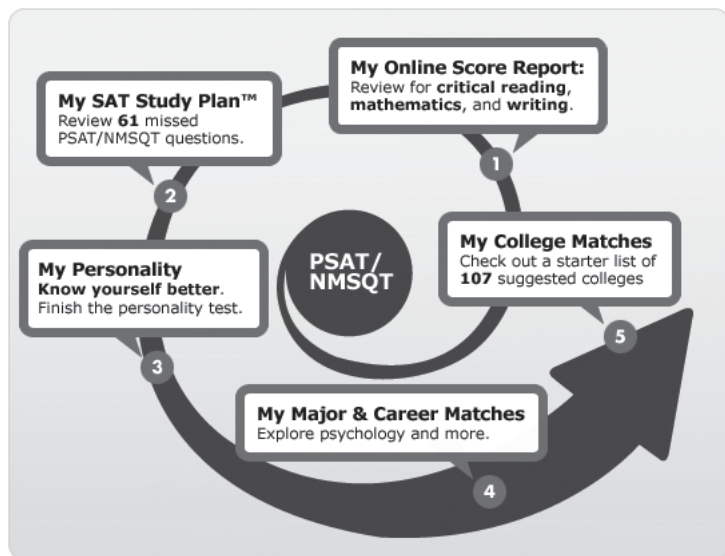 My Online Score Report:
Review for critical reading,
mathematics, and writing.
1
My SAT Study Plan™
Review 61 missed
PSAT/NMSQT questions.
2
PSAT/
NMSQT
My Personality
Know yourself better.
Finish the personality test.
3
My Major & Career Matches
Explore psychology and more.
4
My College Matches
Check out a starter list of
107 suggested colleges
5